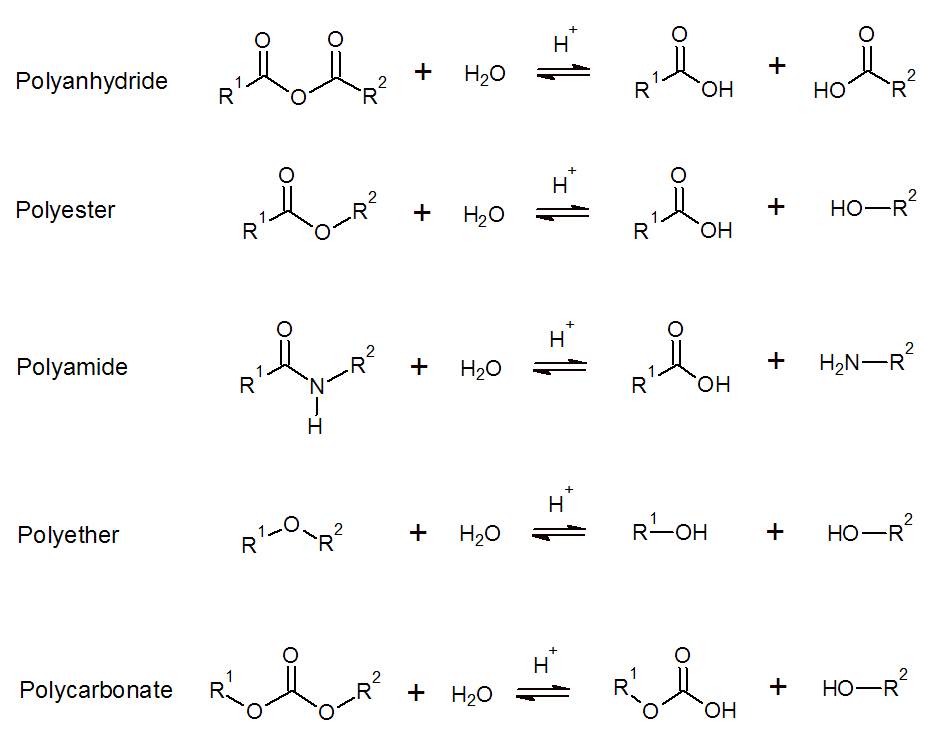 Polyanhydride R¹ O O O R² + H₂O H⁺ R¹ O OH + O HO R²
Polyester R¹ O O R² + H₂O H⁺ R¹ O OH + HO R²
Polyamide R¹ O N H R² + H₂O H⁺ R¹ O OH + H₂N R²
Polyether R¹ O R² + H₂O H⁺ R¹ OH + HO R²
Polycarbonate R¹ O O O R² + H₂O H⁺ R¹ O O OH + HO R²